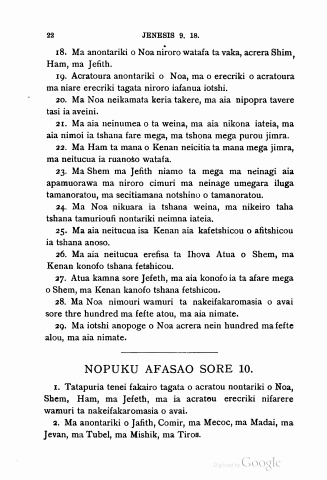 22 JENESIS 9, 18.
18. Ma anontariki o Noa niroro watafa ta vaka, acrera Shim,
Ham, ma Jefith.
19. Acratoura anontariki o Noa, ma o erecriki o acratoura
ma niare erecriki tagata niroro iafanua iotshi.
20. Ma Noa neikamata keria takere, ma aia nipopra tavere
tasi ia aveini.
21. Ma aia neinumea o ta weina, ma aia nikona iateia, ma
aia nimoi ia tshana fare mega, ma tshona mega purou jimra.
22. Ma Ham ta mana o Kenan neicitia ta mana mega jimra,
ma neitucua ia ruanoso watafa.
23. Ma Shem ma Jefith niamo ta mega ma neinagi aia
apamuorawa ma niroro cimuri ma neinage umegara iluga
tamanoratou, ma secitiamana notshino o tamanoratou.
24. Ma Noa nikuara ia tshana weina, ma nikeiro taha
tshana tamurioufi nontariki neimna iateia.
25. Ma aia neitucua isa Kenan aia kafetshicou o afitshicou
ia tshana anoso.
26. Ma aia neitucua erefisa ta Ihova Atua o Shem, ma
Kenan konofo tshana fetshicou.
27. Atua kamna sore Jefeth, ma aia konofo ia ta afare mega
o Shem, ma Kenan kanofo tshana fetshicou.
28. Ma Noa nimouri wamuri ta nakeifakaromasia o avai
sore thre hundred ma fefte atou, ma aia nimate.
29. Ma iotshi anopoge o Noa acrera nein hundred ma fefte
alou, ma aia nimate.
NOPUKU AFASAO SORE 10.
1. Tatapuria tenei fakairo tagata o acratou nontariki o Noa,
Shem, Ham, ma Jefeth, ma ia acratou erecriki nifarere
wamuri ta nakeifakaromasia o avai.
2. Ma anontariki o Jafith, Comir, ma Mecoc, ma Madai, ma
Jevan, ma Tubel, ma Mishik, ma Tiros.
Digitized by Google